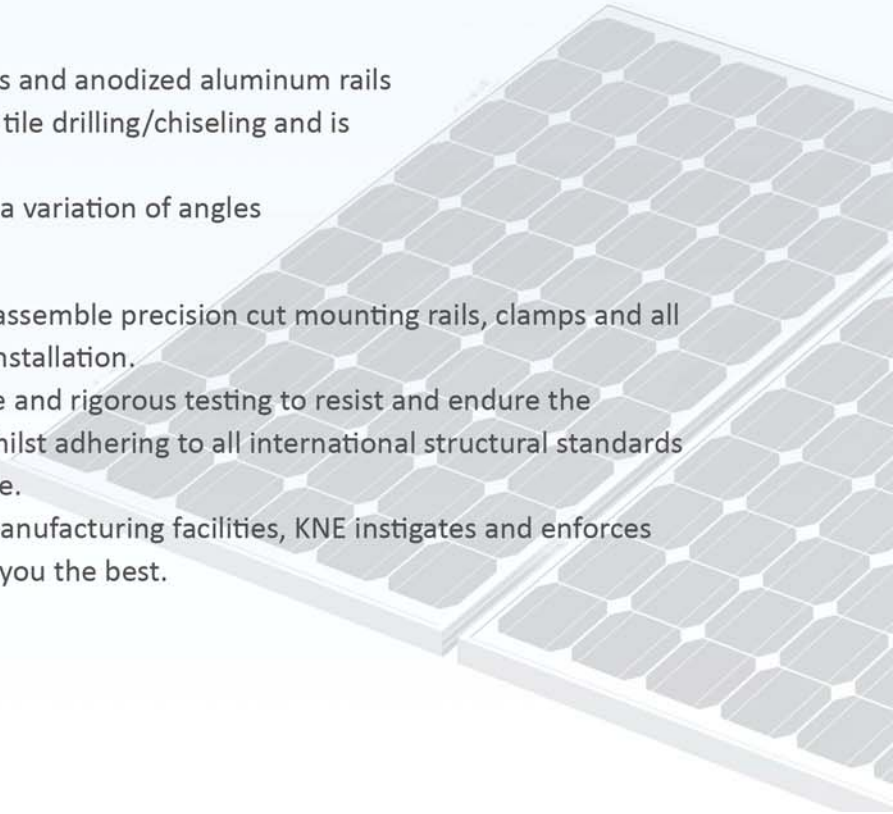 s and anodized aluminum rails
tile drilling/chiseling and is
a variation of angles
assemble precision cut mounting rails, clamps and all
nstallation.
e and rigorous testing to resist and endure the
hilst adhering to all international structural standards
e.
anufacturing facilities, KNE instigates and enforces
you the best.